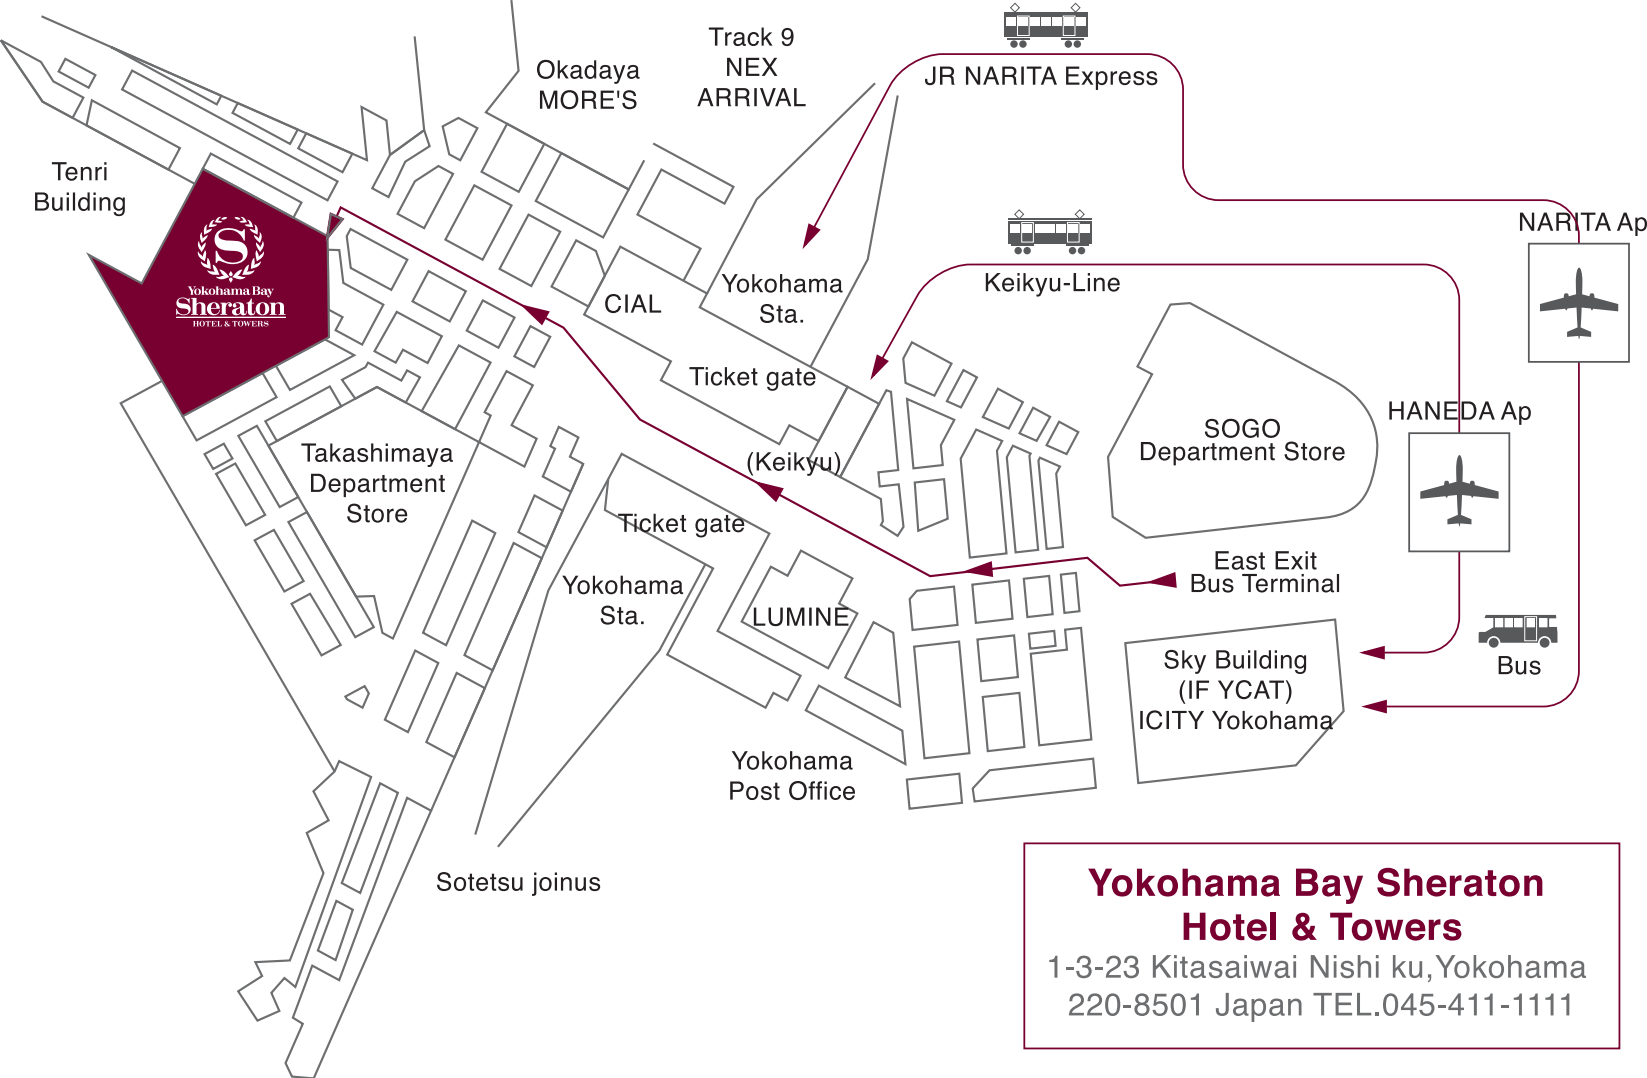 Track 9
NEX
ARRIVAL
Okadaya
MORE'S
JR NARITA Express
Tenri
Building
NARITA Ap
S
Yokohama Bay
Sheraton
HOTEL & TOWERS
CIAL
Yokohama
Sta.
Keikyu-Line
Ticket gate
HANEDA Ap
SOGO
Department Store
(Keikyu)
Takashimaya
Department
Store
Ticket gate
East Exit
Bus Terminal
Yokohama
Sta.
LUMINE
Sky Building
(IF YCAT)
ICITY Yokohama
Bus
Yokohama
Post Office
Sotetsu joinus
Yokohama Bay Sheraton
Hotel & Towers
1-3-23 Kitasaiwai Nishi ku,Yokohama
220-8501 Japan TEL.045-411-1111